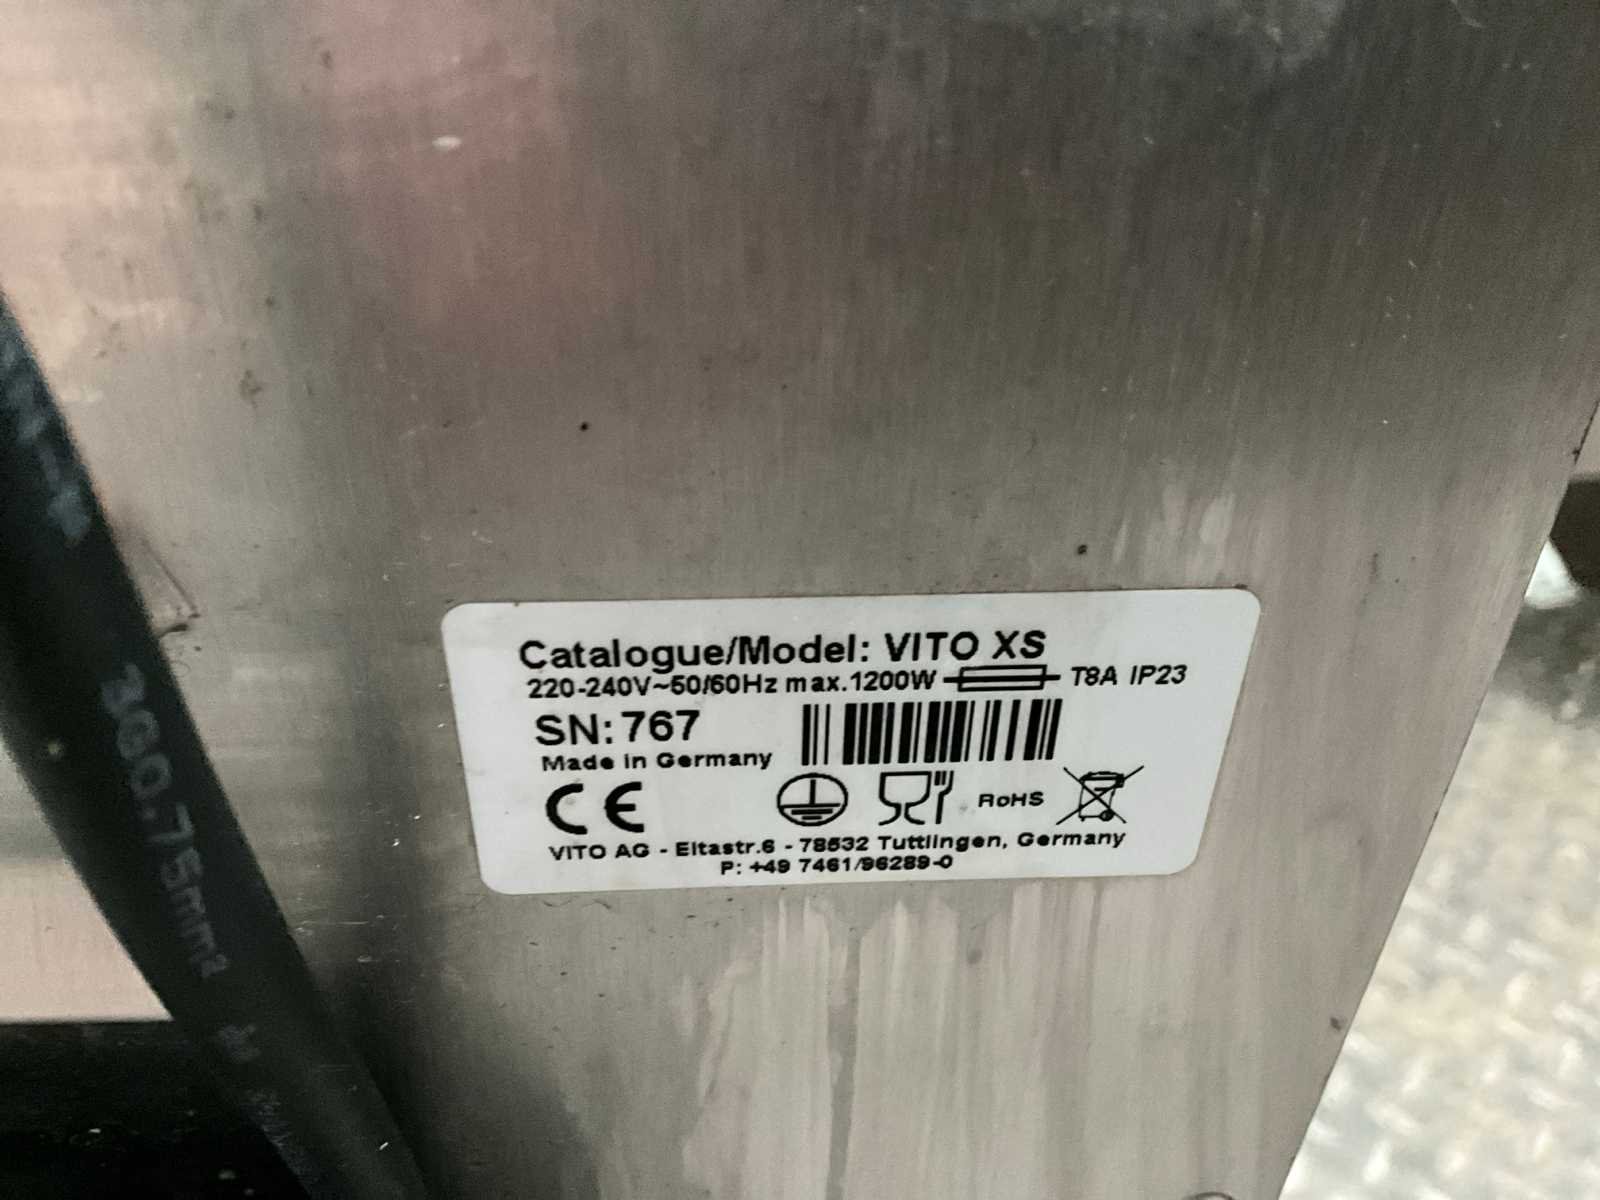 Catalogue/Model: VITO XS
220-240V~50/60Hz max.1200W T8A IP23
SN: 767
Made in Germany
CE
RoHS
VITO AG - Eltastr.6 - 78532 Tuttlingen, Germany
P: +49 7461/96289-0
3G0.75mm2